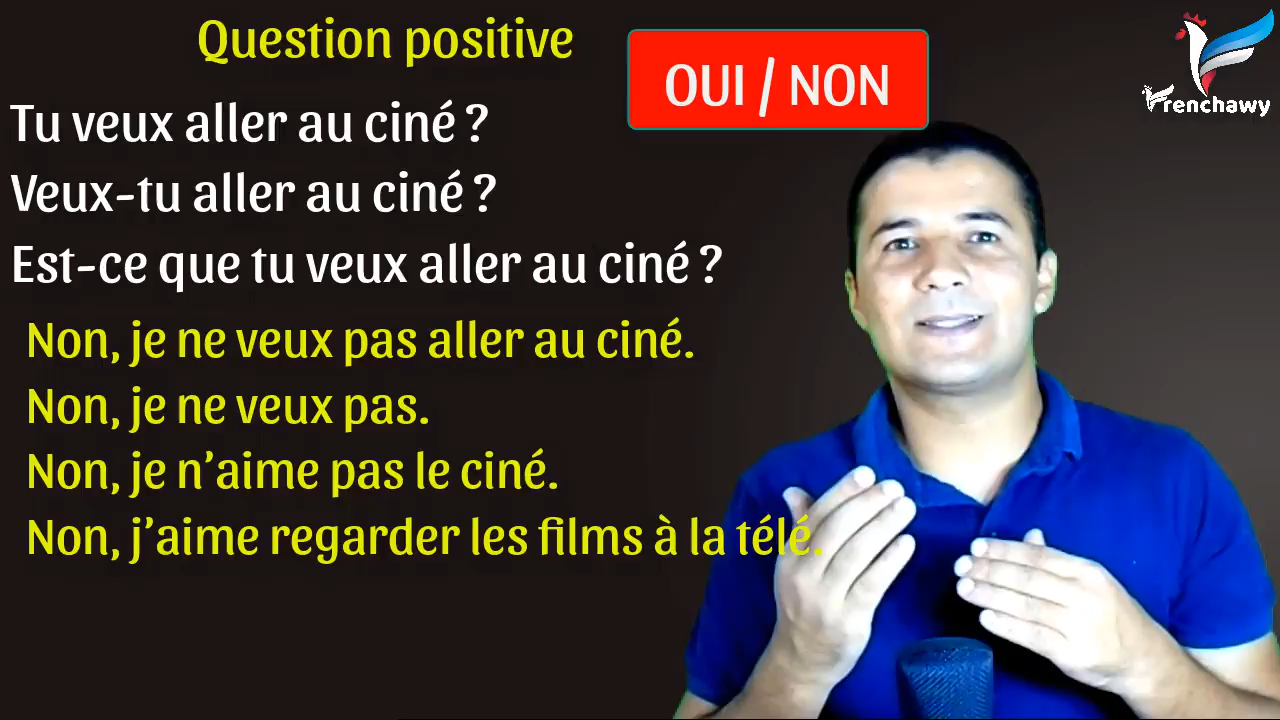 Question positive
OUI / NON
Frenchawy
Tu veux aller au ciné ?
Veux-tu aller au ciné ?
Est-ce que tu veux aller au ciné ?
Non, je ne veux pas aller au ciné.
Non, je ne veux pas.
Non, je n’aime pas le ciné.
Non, j’aime regarder les films à la télé.